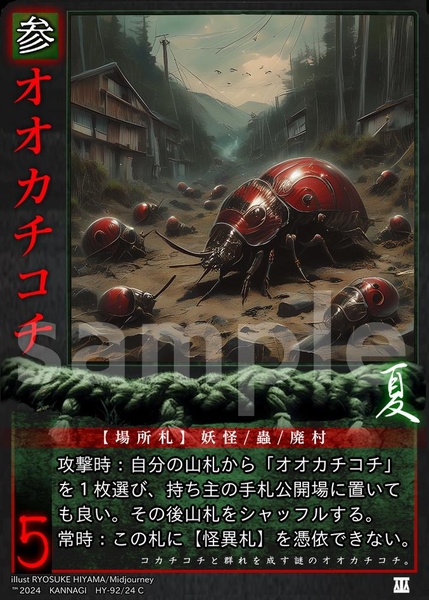 参
オオカチコチ
sample
夏
【場所札】妖怪/蟲/廃村
攻撃時：自分の山札から「オオカチコチ」
を１枚選び、持ち主の手札公開場に置いて
も良い。その後山札をシャッフルする。
常時：この札に【怪異札】を憑依できない。
5
コカチコチと群れを成す謎のオオカチコチ。
illust RYOSUKE HIYAMA/Midjourney
™2024 KANNAGI HY-92/24 C